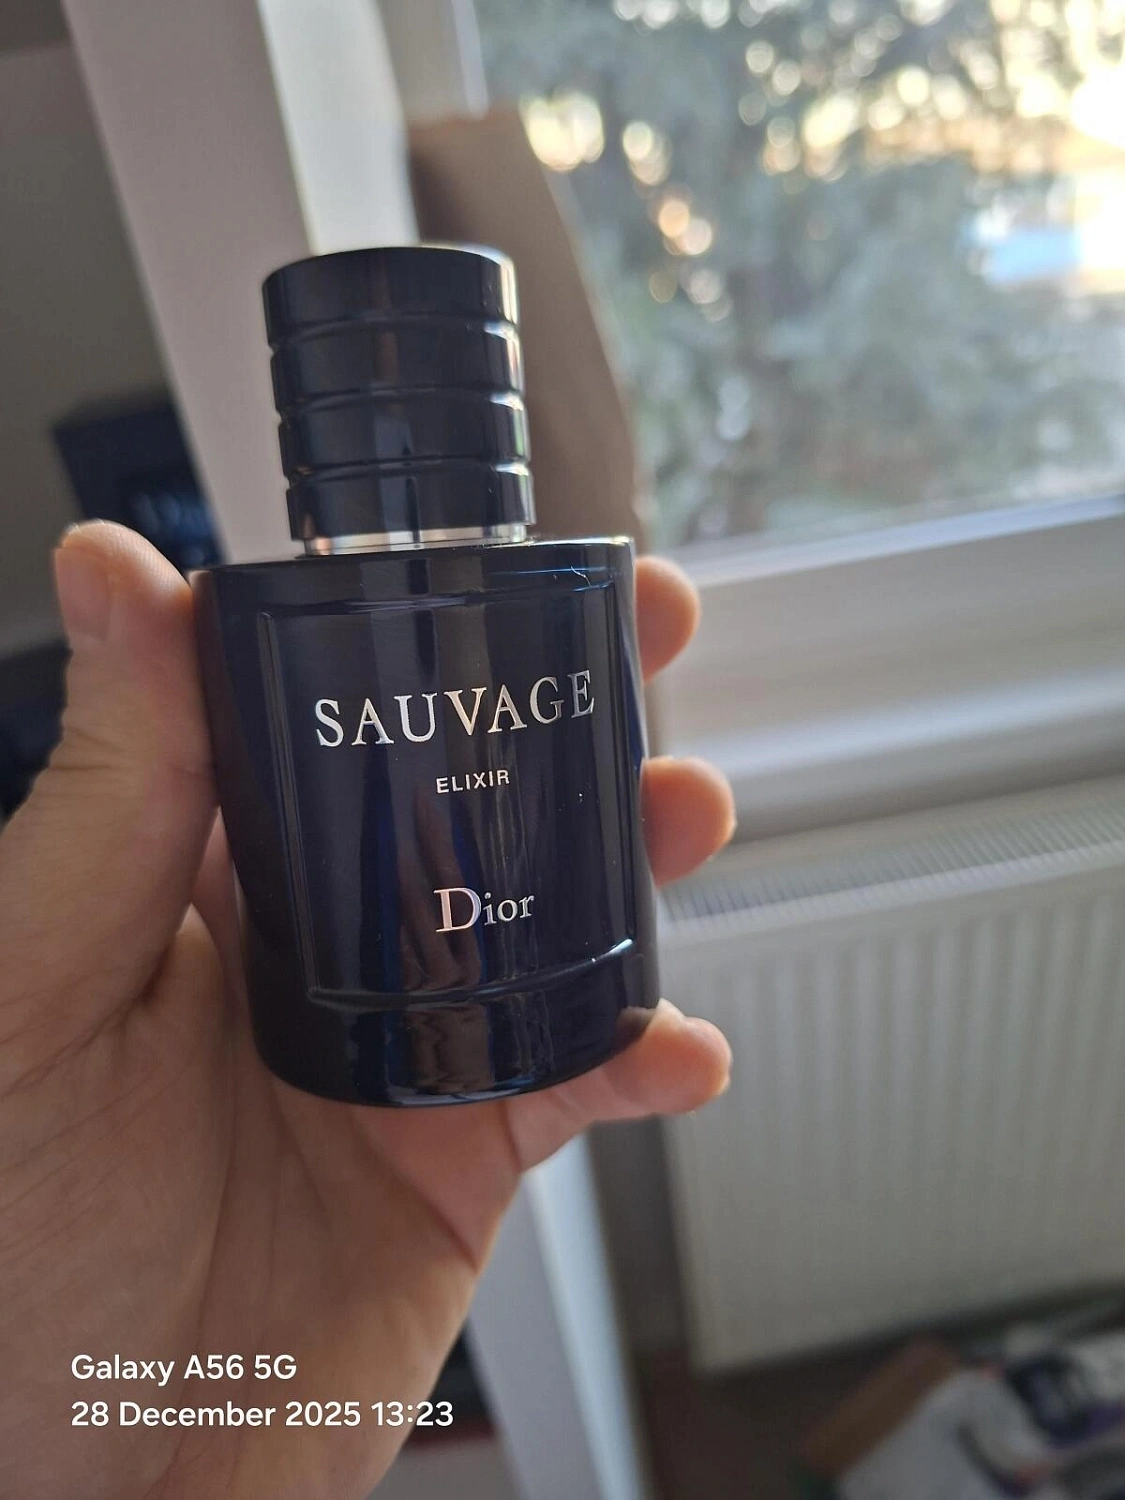 SAUVAGE
ELIXIR
Dior
Galaxy A56 5G
28 December 2025 13:23